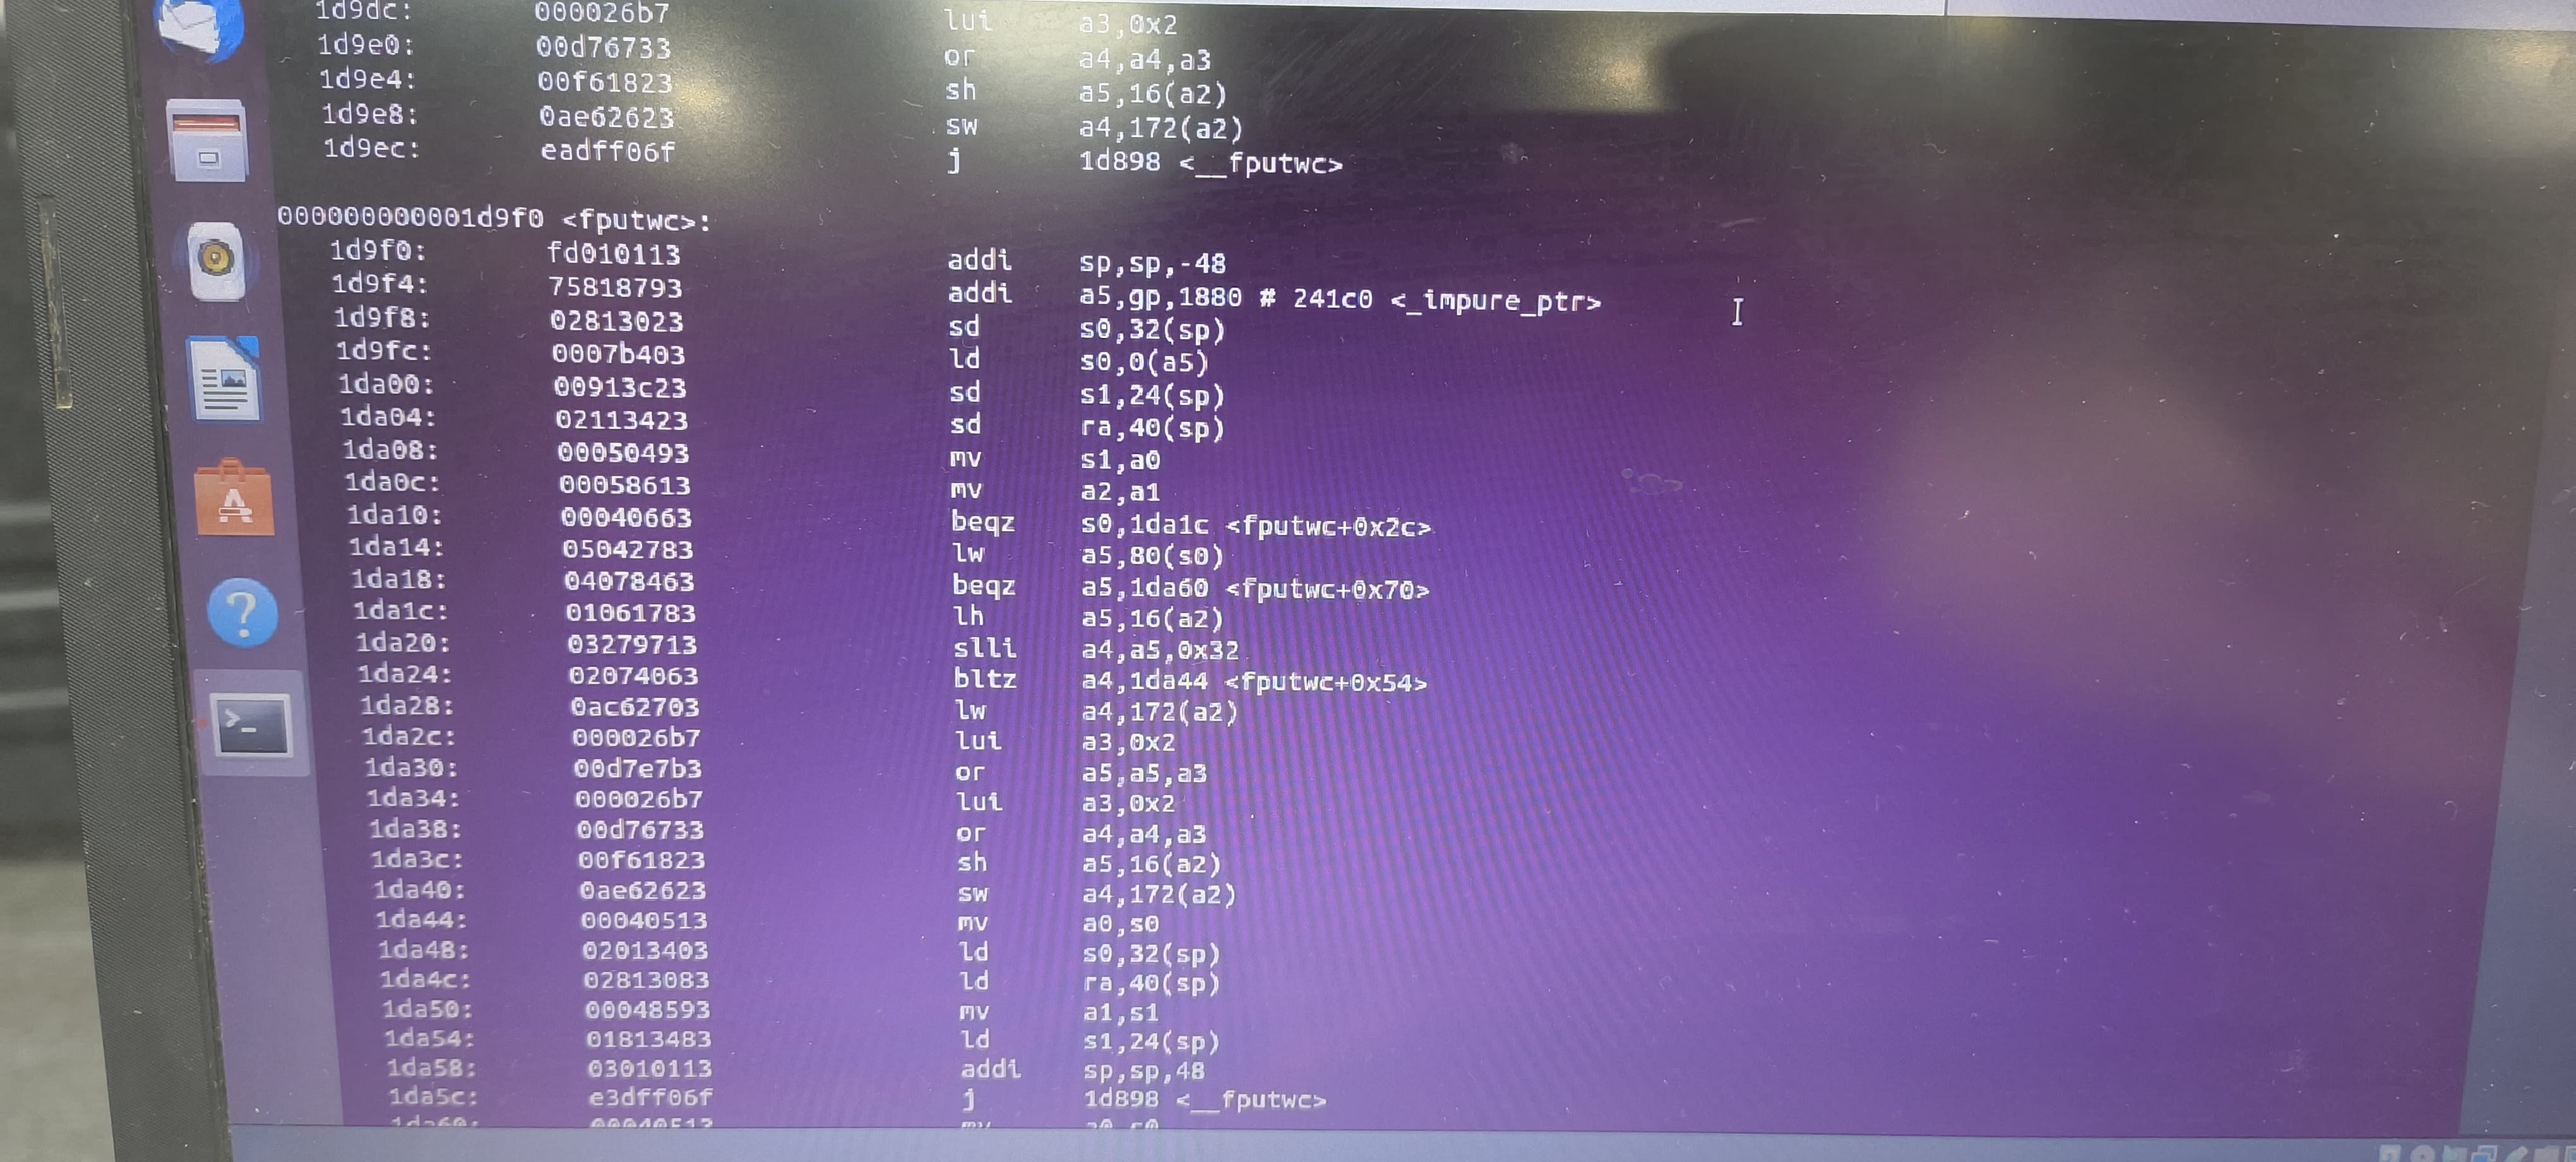 1d9dc: 000026b7 lui a3,0x2
1d9e0: 00d76733 or a4,a4,a3
1d9e4: 00f61823 sh a5,16(a2)
1d9e8: 0ae62623 sw a4,172(a2)
1d9ec: eadff06f j 1d898 <__fputwc>
000000000001d9f0 <fputwc>:
1d9f0: fd010113 addi sp,sp,-48
1d9f4: 75818793 addi a5,gp,1880 # 241c0 <_impure_ptr>
1d9f8: 02813023 sd s0,32(sp)
1d9fc: 0007b403 ld s0,0(a5)
1da00: 00913c23 sd s1,24(sp)
1da04: 02113423 sd ra,40(sp)
1da08: 00050493 mv s1,a0
1da0c: 00058613 mv a2,a1
1da10: 00040663 beqz s0,1da1c <fputwc+0x2c>
1da14: 05042783 lw a5,80(s0)
1da18: 04078463 beqz a5,1da60 <fputwc+0x70>
1da1c: 01061783 lh a5,16(a2)
1da20: 03279713 slli a4,a5,0x32
1da24: 02074063 bltz a4,1da44 <fputwc+0x54>
1da28: 0ac62703 lw a4,172(a2)
1da2c: 000026b7 lui a3,0x2
1da30: 00d7e7b3 or a5,a5,a3
1da34: 000026b7 lui a3,0x2
1da38: 00d76733 or a4,a4,a3
1da3c: 00f61823 sh a5,16(a2)
1da40: 0ae62623 sw a4,172(a2)
1da44: 00040513 mv a0,s0
1da48: 02013403 ld s0,32(sp)
1da4c: 02813083 ld ra,40(sp)
1da50: 00048593 mv a1,s1
1da54: 01813483 ld s1,24(sp)
1da58: 03010113 addi sp,sp,48
1da5c: e3dff06f j 1d898 <__fputwc>
1da60: 00040513 mv a0,s0